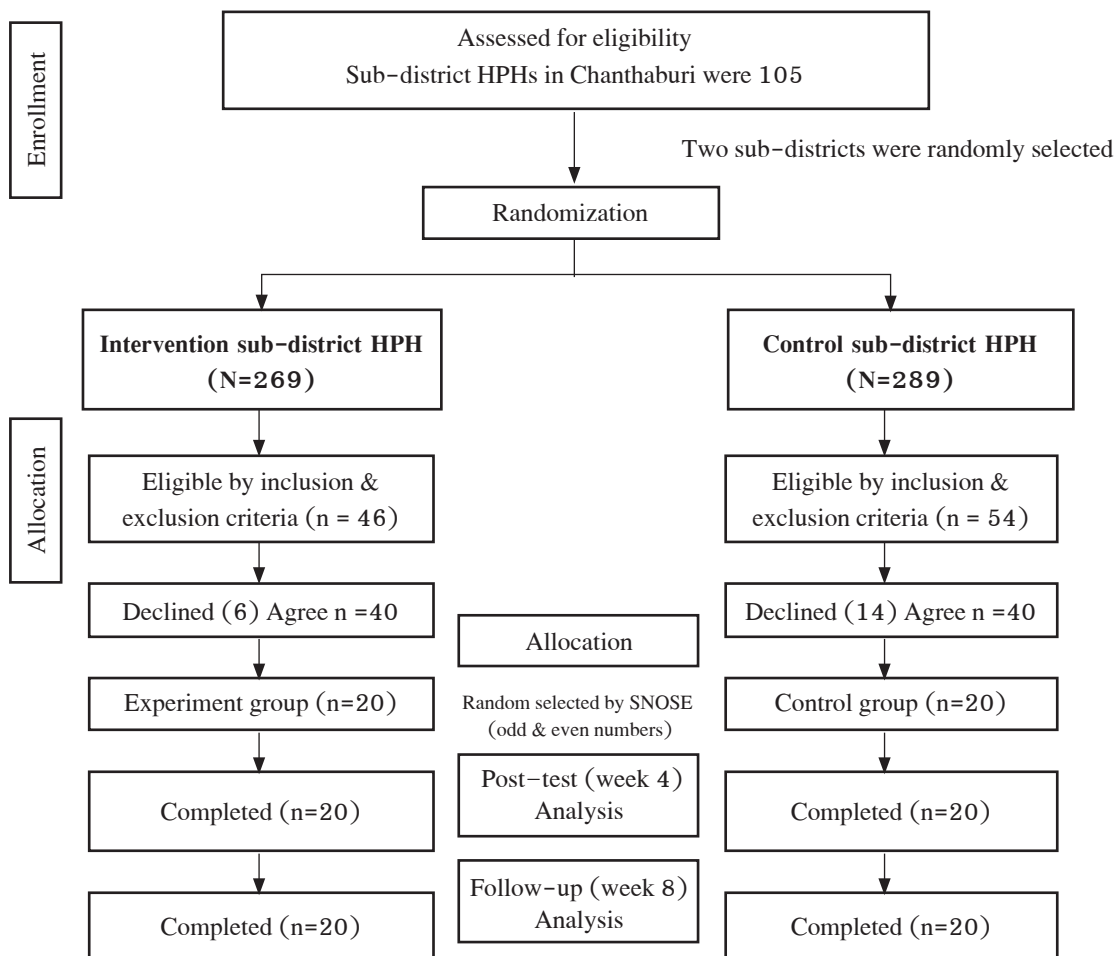 Enrollment
Assessed for eligibility
Sub-district HPHs in Chanthaburi were 105
Two sub-districts were randomly selected
Randomization
Intervention sub-district HPH
(N=269)
Control sub-district HPH
(N=289)
Allocation
Eligible by inclusion &
exclusion criteria (n = 46)
Eligible by inclusion &
exclusion criteria (n = 54)
Declined (6) Agree n =40
Declined (14) Agree n =40
Allocation
Experiment group (n=20)
Random selected by SNOSE
(odd & even numbers)
Control group (n=20)
Completed (n=20)
Post-test (week 4)
Analysis
Completed (n=20)
Completed (n=20)
Follow-up (week 8)
Analysis
Completed (n=20)